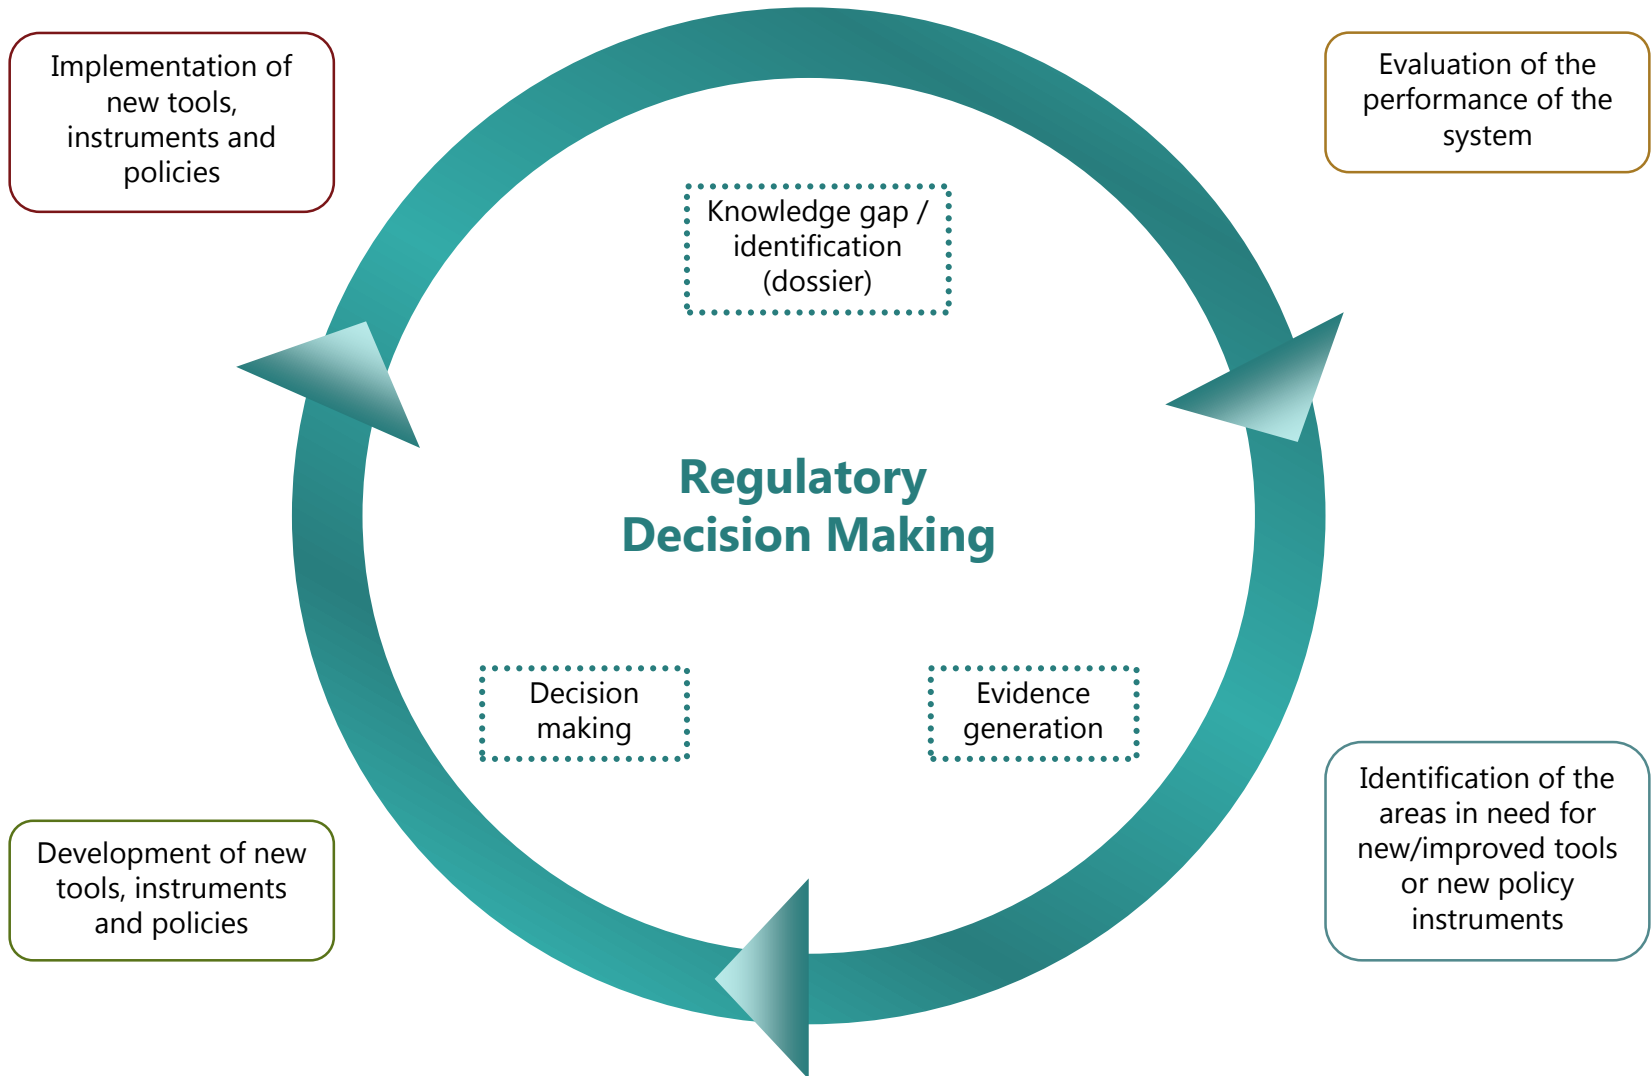 Implementation of
new tools,
instruments and
policies
Evaluation of the
performance of the
system
Knowledge gap /
identification
(dossier)
Regulatory
Decision Making
Decision
making
Evidence
generation
Development of new
tools, instruments
and policies
Identification of the
areas in need for
new/improved tools
or new policy
instruments